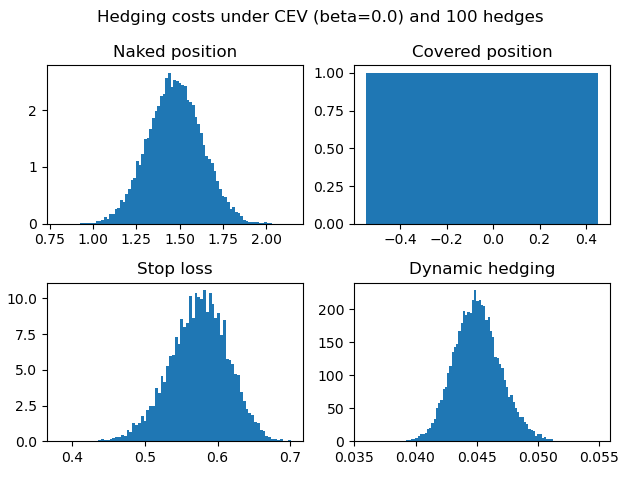 Hedging costs under CEV (beta=0.0) and 100 hedges
Naked position
2
1
0
0.75 1.00 1.25 1.50 1.75 2.00
Covered position
1.00
0.75
0.50
0.25
0.00
−0.4 −0.2 0.0 0.2 0.4
Stop loss
10.0
7.5
5.0
2.5
0.0
0.4 0.5 0.6 0.7
Dynamic hedging
200
150
100
50
0
0.035 0.040 0.045 0.050 0.055